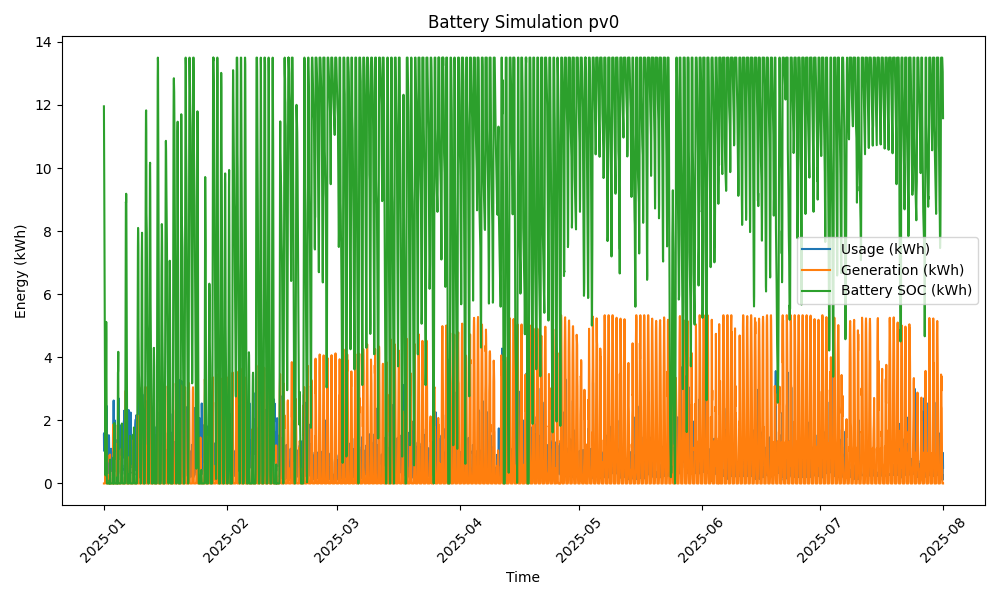 Battery Simulation pv0
Energy (kWh)
14
12
10
8
6
4
2
0
Usage (kWh)
Generation (kWh)
Battery SOC (kWh)
2025-01
2025-02
2025-03
2025-04
2025-05
2025-06
2025-07
2025-08
Time